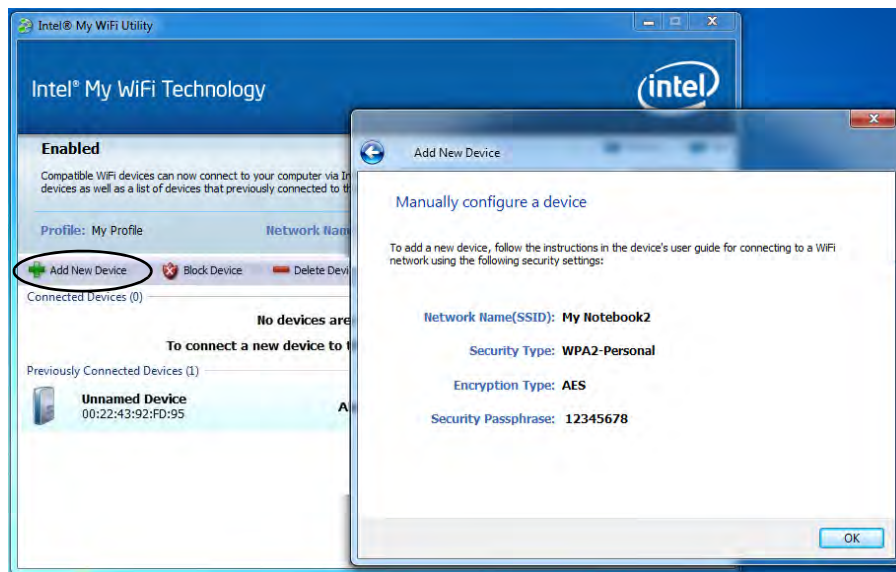 Intel® My WiFi Utility
Intel® My WiFi Technology
(intel)
Enabled
Compatible WiFi devices can now connect to your computer via In
devices as well as a list of devices that previously connected to th
Profile: My Profile Network Nam
Add New Device Block Device Delete Devi
Connected Devices (0)
No devices are
To connect a new device to t
Previously Connected Devices (1)
Unnamed Device
00:22:43:92:FD:95
A
Add New Device
Manually configure a device
To add a new device, follow the instructions in the device's user guide for connecting to a WiFi
network using the following security settings:
Network Name(SSID): My Notebook2
Security Type: WPA2-Personal
Encryption Type: AES
Security Passphrase: 12345678
OK